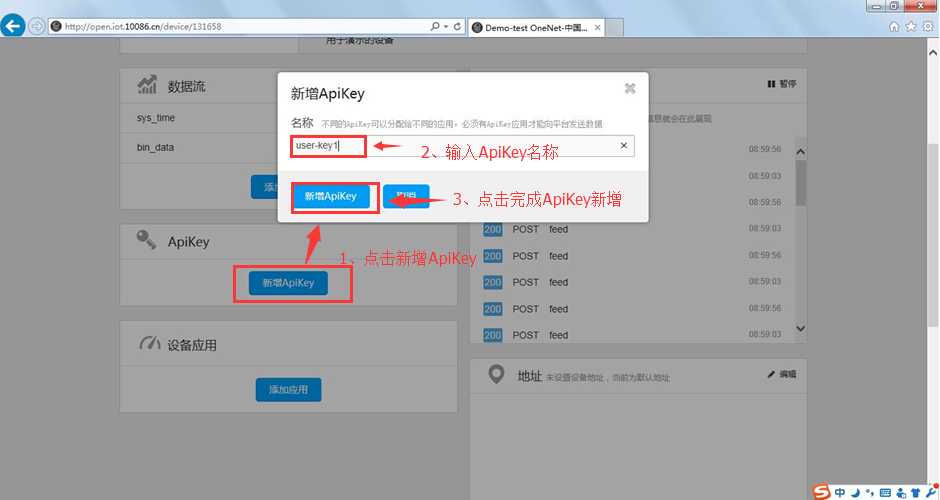 http://open.iot.10086.cn/device/131658
Demo-test OneNet-中国...
用于演示的设备
数据流
sys_time
bin_data
新增ApiKey
名称 不同的ApiKey可以分配给不同的应用，必须有ApiKey应用才能向平台发送数据
user-key1
2、输入ApiKey名称
新增ApiKey
取消
3、点击完成ApiKey新增
暂停
信息就会在此展现
08:59:56
08:59:56
200 POST feed 08:59:03
200 POST feed 08:59:56
200 POST feed 08:59:03
200 POST feed 08:59:56
200 POST feed 08:59:03
ApiKey
1、点击新增ApiKey
新增ApiKey
设备应用
添加应用
地址 未设置设备地址，当前为默认地址
编辑
中